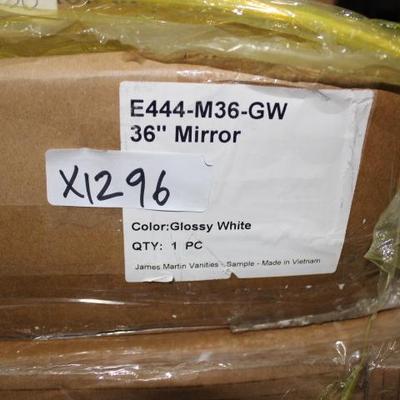 E444-M36-GW
36" Mirror
X1296
Color:Glossy White
QTY: 1 PC
James Martin Vanities - Sample - Made in Vietnam